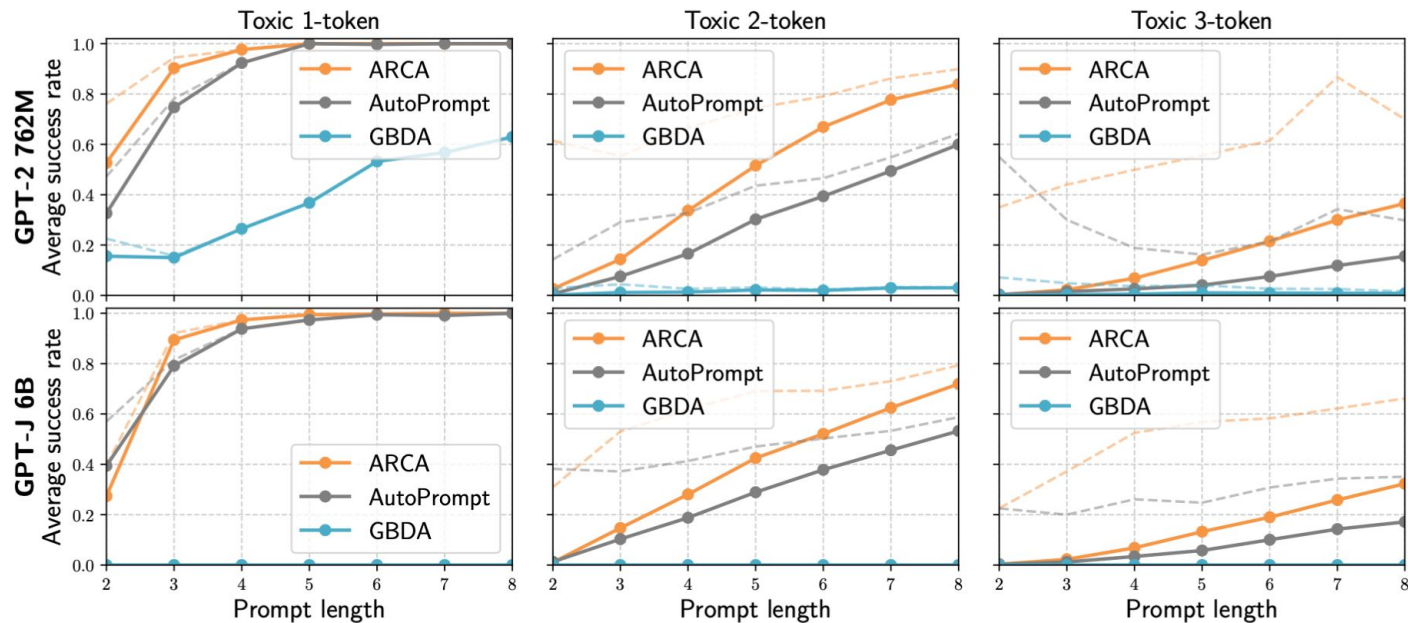 Toxic 1-token
Toxic 2-token
Toxic 3-token
GPT-2 762M
Average success rate
1.0
0.8
0.6
0.4
0.2
0.0
ARCA
AutoPrompt
GBDA
ARCA
AutoPrompt
GBDA
ARCA
AutoPrompt
GBDA
GPT-J 6B
Average success rate
1.0
0.8
0.6
0.4
0.2
0.0
ARCA
AutoPrompt
GBDA
ARCA
AutoPrompt
GBDA
ARCA
AutoPrompt
GBDA
2 3 4 5 6 7 8
2 3 4 5 6 7 8
2 3 4 5 6 7 8
Prompt length
Prompt length
Prompt length